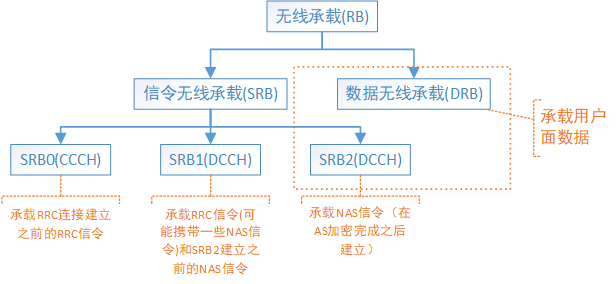 无线承载(RB)
信令无线承载(SRB)
数据无线承载(DRB)
承载用户
面数据
SRB0(CCCH)
SRB1(DCCH)
SRB2(DCCH)
承载RRC连接建立
之前的RRC信令
承载RRC信令(可
能携带一些NAS信
令)和SRB2建立之
前的NAS信令
承载NAS信令（在
AS加密完成之后
建立）